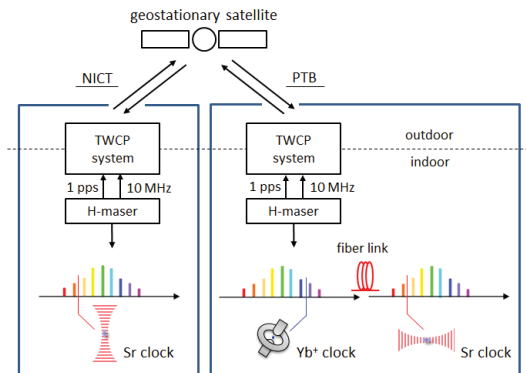 geostationary satellite
NICT
PTB
TWCP
system
TWCP
system
outdoor
indoor
1 pps
10 MHz
1 pps
10 MHz
H-maser
H-maser
fiber link
Sr clock
Yb⁺ clock
Sr clock